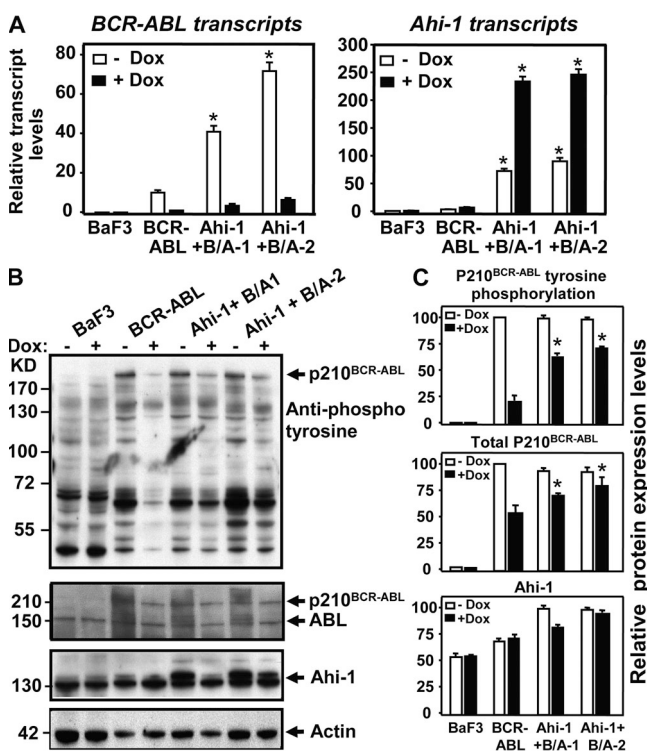 A
BCR-ABL transcripts
Ahi-1 transcripts
Relative transcript
levels
80
60
40
20
0
- Dox
+ Dox
*
*
BaF3
BCR-
ABL
Ahi-1
+B/A-1
Ahi-1
+B/A-2
300
250
200
150
100
50
0
- Dox
+ Dox
*
*
*
*
BaF3
BCR-
ABL
Ahi-1
+B/A-1
Ahi-1
+B/A-2
B
BaF3
BCR-ABL
Ahi-1+ B/A1
Ahi-1 + B/A-2
Dox: - + - + - + - +
KD
170
130
100
72
55
p210BCR-ABL
Anti-phospho
tyrosine
210
150
p210BCR-ABL
ABL
130
Ahi-1
42
Actin
C
P210BCR-ABL tyrosine
phosphorylation
100
75
50
25
0
- Dox
+Dox
*
*
Total P210BCR-ABL
100
75
50
25
0
- Dox
+Dox
*
*
Ahi-1
100
75
50
25
0
- Dox
+Dox
BaF3
BCR-
ABL
Ahi-1
+B/A-1
Ahi-1+
B/A-2
Relative protein expression levels